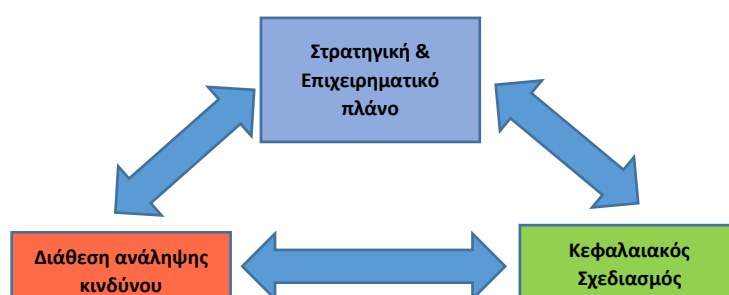 Στρατηγική &
Επιχειρηματικό
πλάνο
Διάθεση ανάληψης
κινδύνου
Κεφαλαιακός
Σχεδιασμός